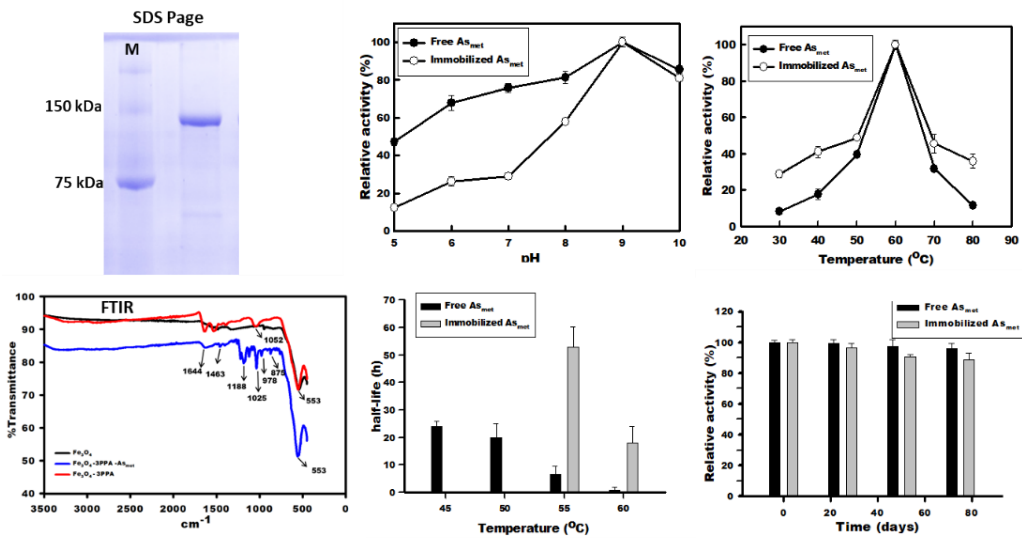 SDS Page
M
150 kDa
75 kDa
Free As_met
Immobilized As_met
Relative activity (%)
100
80
60
40
20
0
5 6 7 8 9 10
pH
Free As_met
Immobilized As_met
Relative activity (%)
100
80
60
40
20
0
20 30 40 50 60 70 80 90
Temperature (°C)
FTIR
%Transmittance
100
90
80
70
60
50
40
1052
1644 1463 1188 1025 978 875 553
553
Fe₃O₄
Fe₃O₄-3PPA-As_met
Fe₃O₄-3PPA
3500 3000 2500 2000 1500 1000 500 0
cm⁻¹
Free As_met
Immobilized As_met
half-life (h)
70
60
50
40
30
20
10
0
45 50 55 60
Temperature (°C)
Free As_met
Immobilized As_met
Relative activity (%)
120
100
80
60
40
20
0
0 20 40 60 80
Time (days)